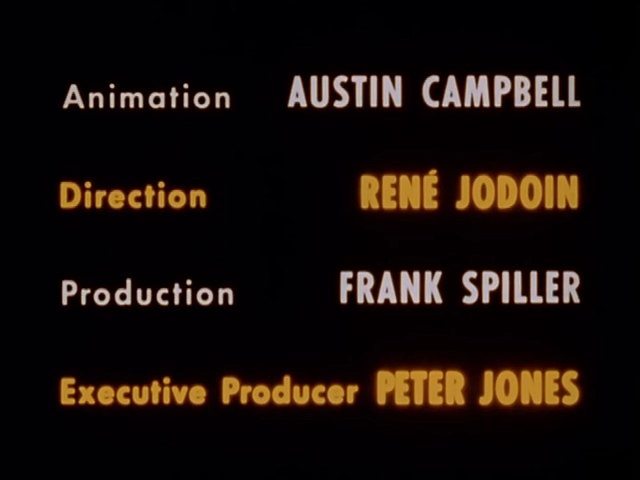 Animation AUSTIN CAMPBELL
Direction RENÉ JODOIN
Production FRANK SPILLER
Executive Producer PETER JONES